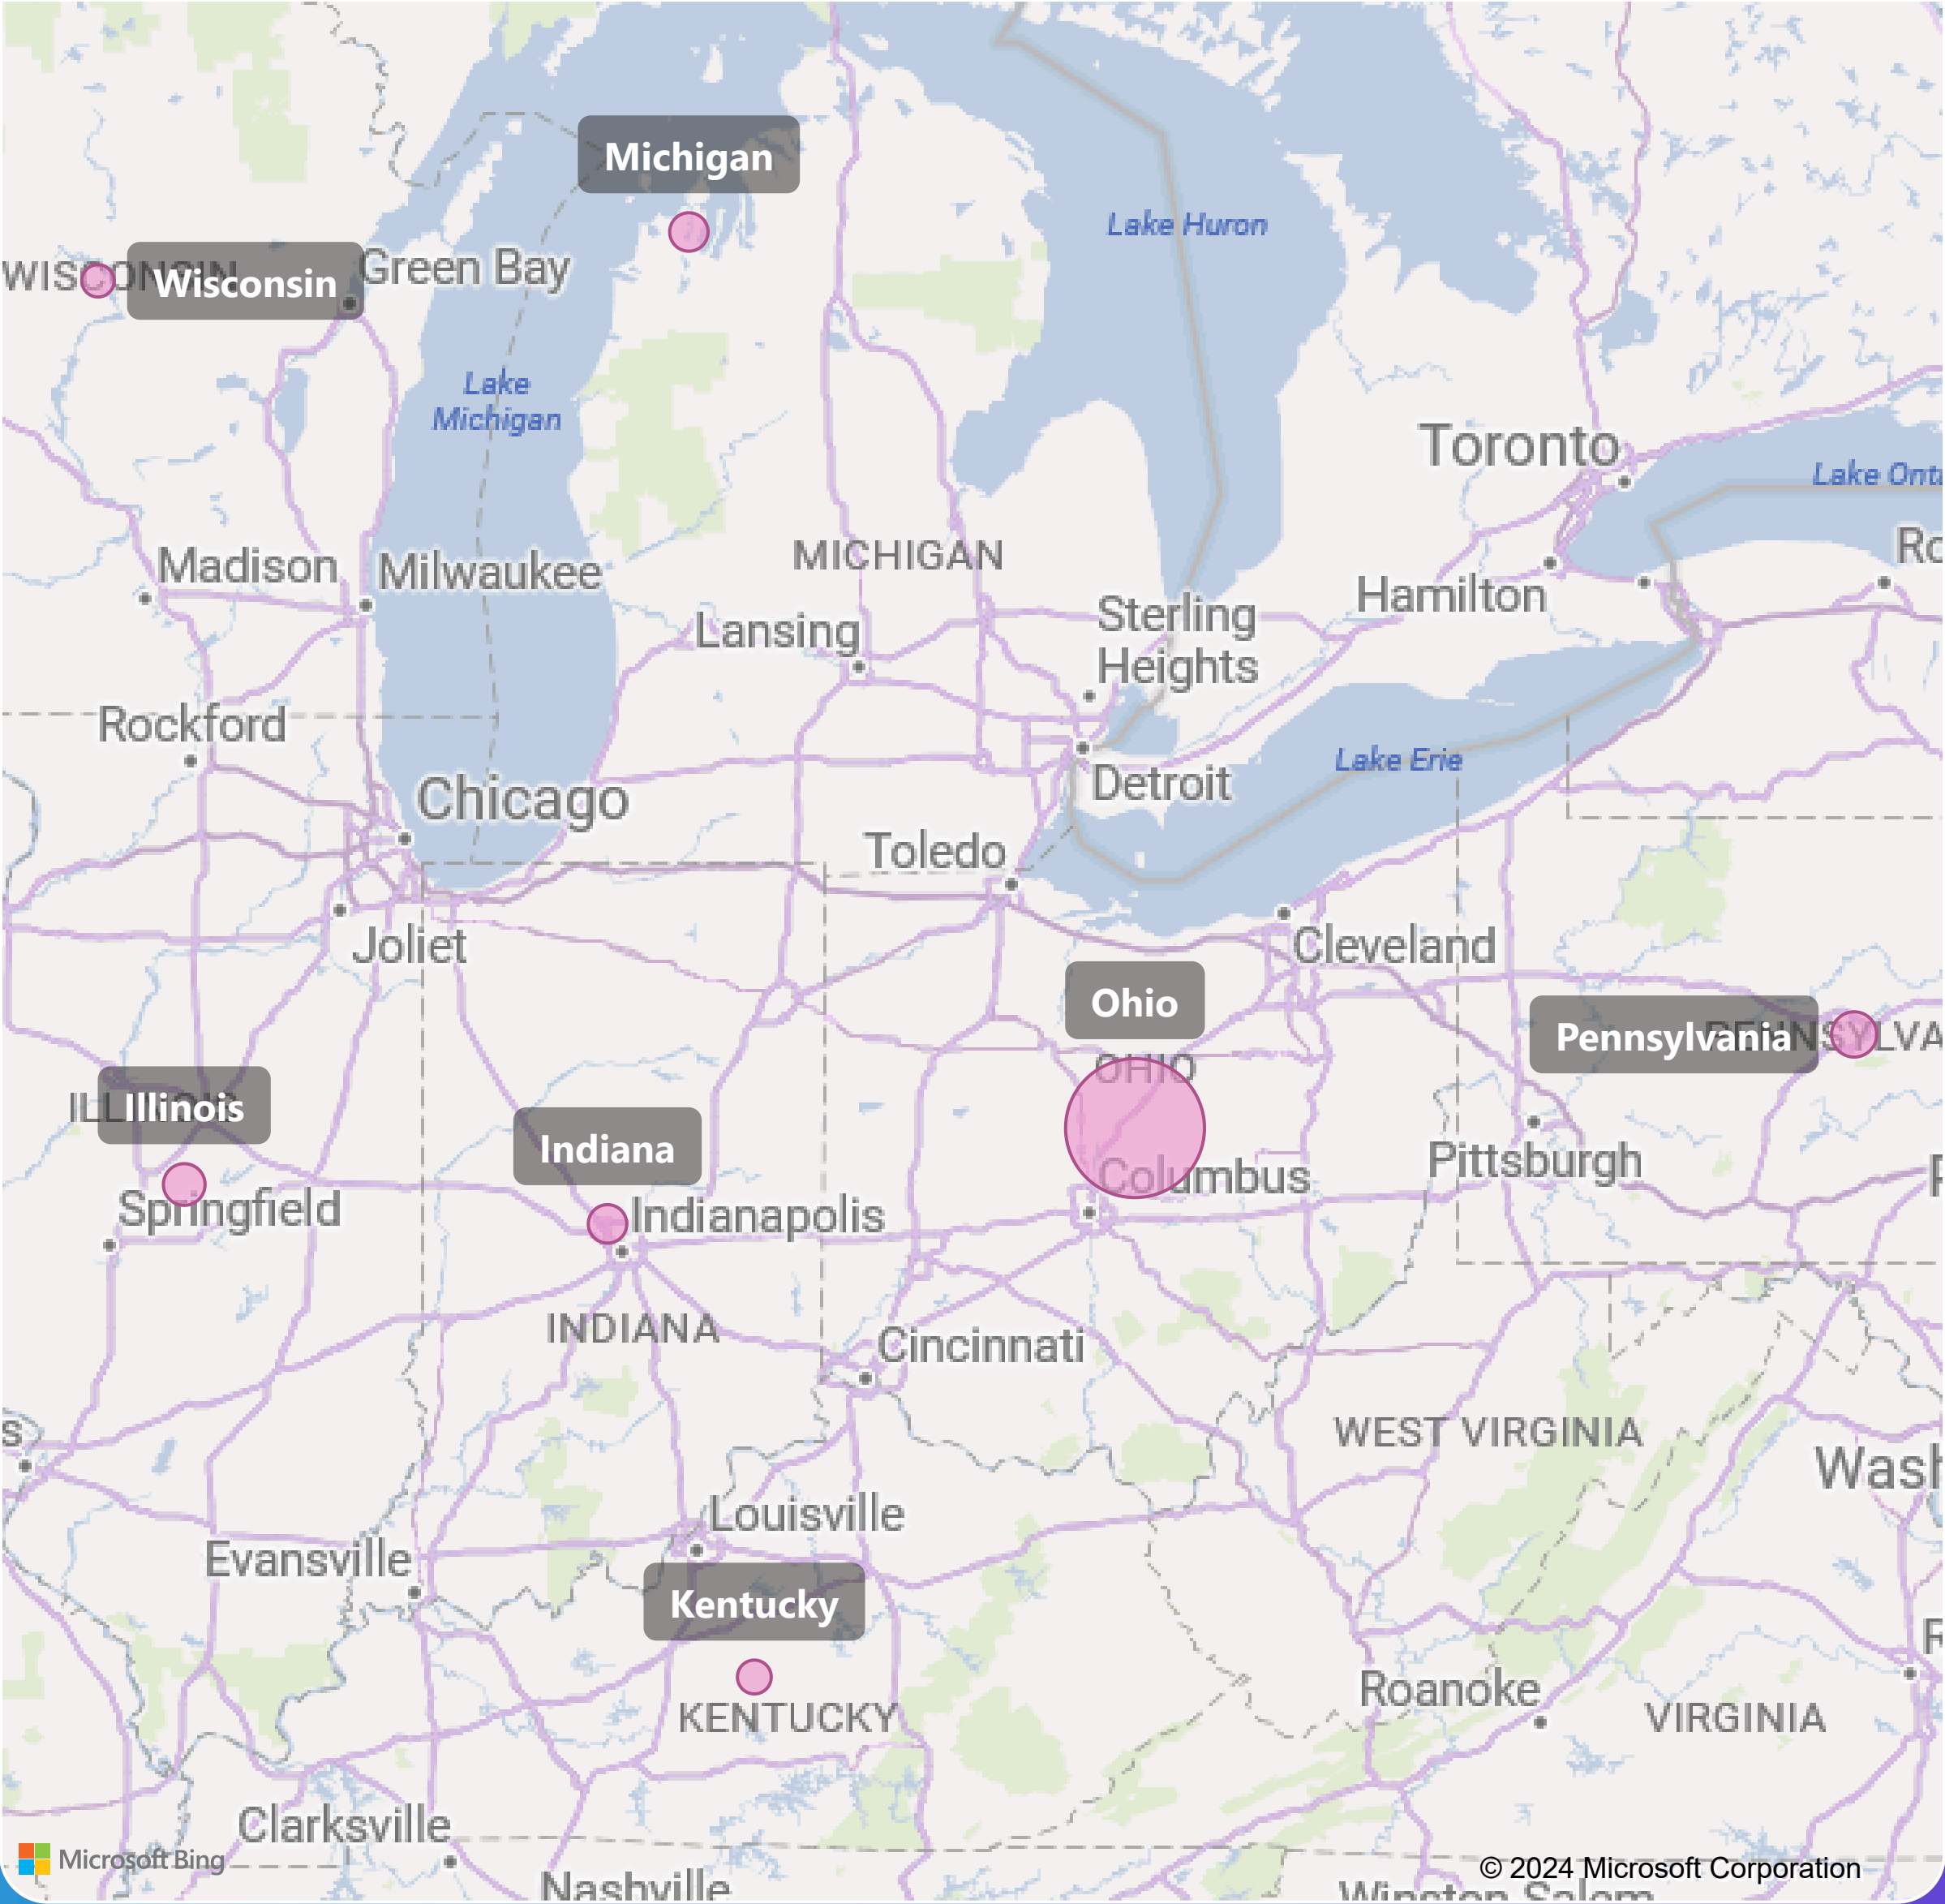 Michigan
Lake Huron
WISCONSIN
Wisconsin
Green Bay
Lake
Michigan
Toronto
Lake Ont
MICHIGAN
Madison
Milwaukee
Hamilton
Sterling
Heights
Lansing
Rockford
Lake Erie
Detroit
Chicago
Toledo
Joliet
Cleveland
Ohio
OHIO
Pennsylvania
Illinois
Indiana
Columbus
Pittsburgh
Springfield
Indianapolis
INDIANA
Cincinnati
WEST VIRGINIA
Wash
Louisville
Evansville
Kentucky
KENTUCKY
Roanoke
VIRGINIA
Clarksville
Microsoft Bing
© 2024 Microsoft Corporation
Nashville
Winston-Salem